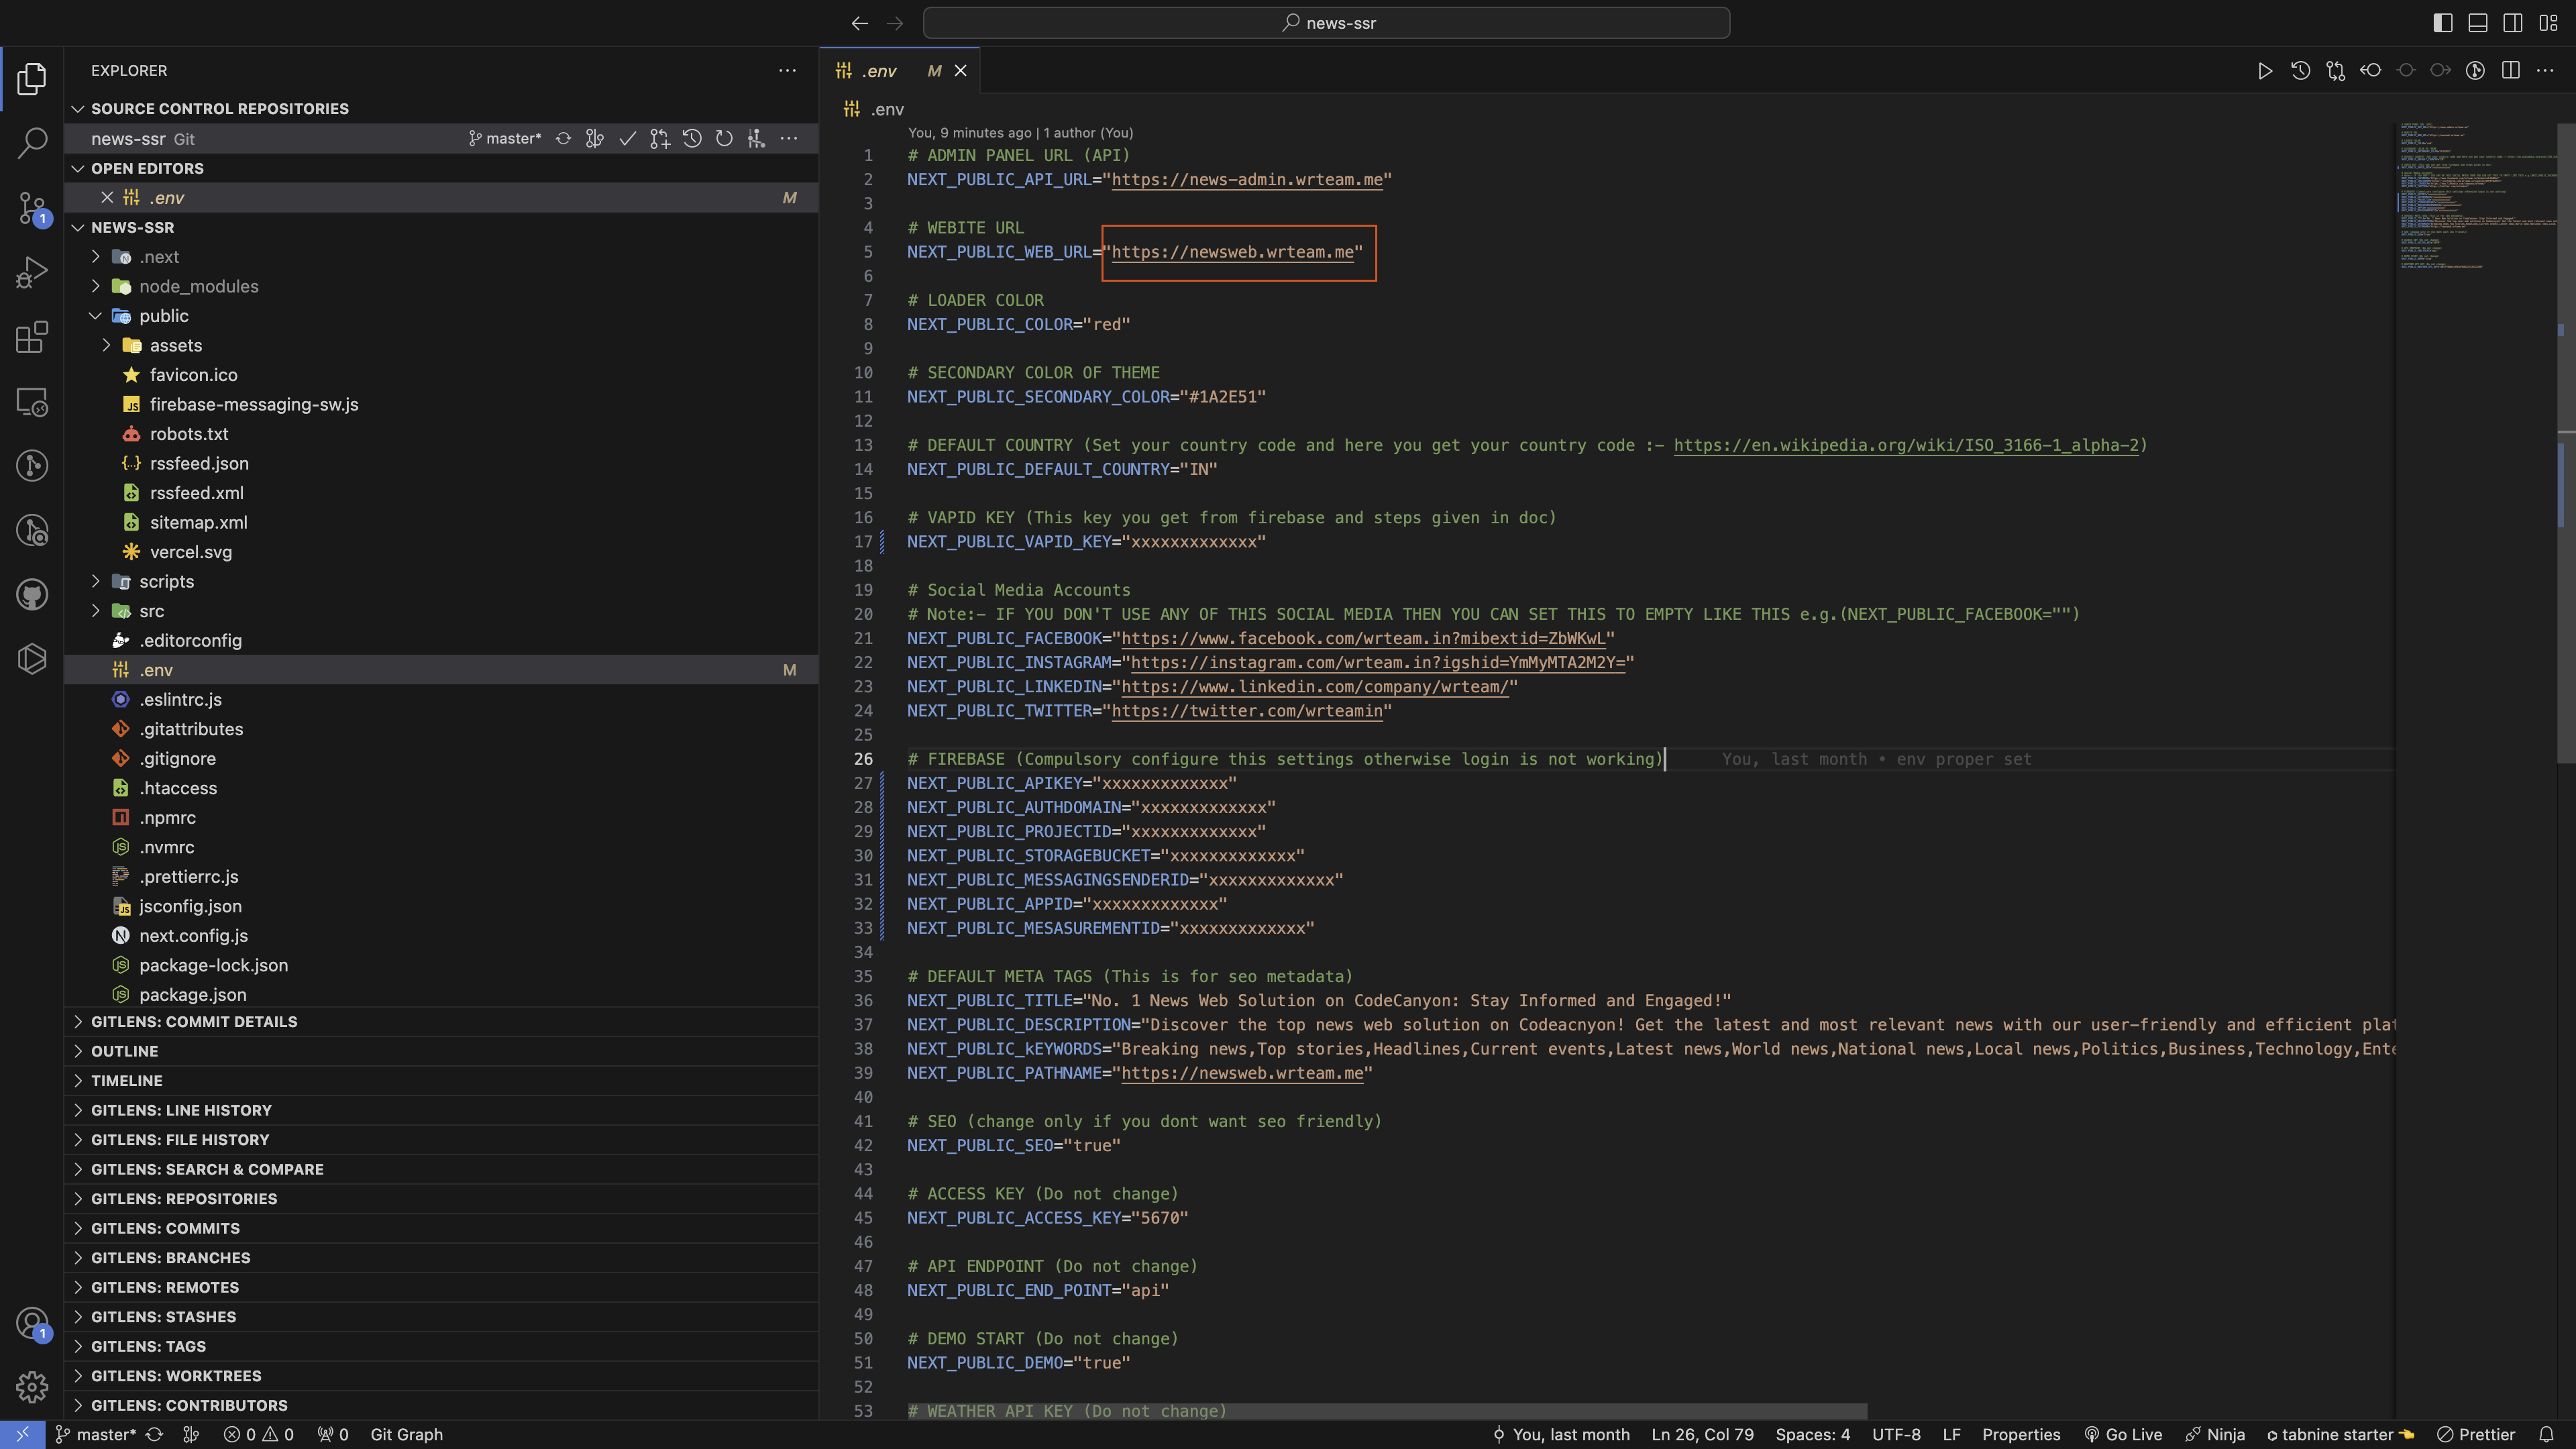 news-ssr
EXPLORER
SOURCE CONTROL REPOSITORIES
news-ssr Git master*
OPEN EDITORS
.env M
NEWS-SSR
.next
node_modules
public
assets
favicon.ico
firebase-messaging-sw.js
robots.txt
rssfeed.json
rssfeed.xml
sitemap.xml
vercel.svg
scripts
src
.editorconfig
.env M
.eslintrc.js
.gitattributes
.gitignore
.htaccess
.npmrc
.nvmrc
.prettierrc.js
jsconfig.json
next.config.js
package-lock.json
package.json
GITLENS: COMMIT DETAILS
OUTLINE
TIMELINE
GITLENS: LINE HISTORY
GITLENS: FILE HISTORY
GITLENS: SEARCH & COMPARE
GITLENS: REPOSITORIES
GITLENS: COMMITS
GITLENS: BRANCHES
GITLENS: REMOTES
GITLENS: STASHES
GITLENS: TAGS
GITLENS: WORKTREES
GITLENS: CONTRIBUTORS
1
1
.env M
.env
You, 9 minutes ago | 1 author (You)
1 # ADMIN PANEL URL (API)
2 NEXT_PUBLIC_API_URL="https://news-admin.wrteam.me"
3
4 # WEBITE URL
5 NEXT_PUBLIC_WEB_URL="https://newsweb.wrteam.me"
6
7 # LOADER COLOR
8 NEXT_PUBLIC_COLOR="red"
9
10 # SECONDARY COLOR OF THEME
11 NEXT_PUBLIC_SECONDARY_COLOR="#1A2E51"
12
13 # DEFAULT COUNTRY (Set your country code and here you get your country code :- https://en.wikipedia.org/wiki/ISO_3166-1_alpha-2)
14 NEXT_PUBLIC_DEFAULT_COUNTRY="IN"
15
16 # VAPID KEY (This key you get from firebase and steps given in doc)
17 NEXT_PUBLIC_VAPID_KEY="xxxxxxxxxxxxx"
18
19 # Social Media Accounts
20 # Note:- IF YOU DON'T USE ANY OF THIS SOCIAL MEDIA THEN YOU CAN SET THIS TO EMPTY LIKE THIS e.g.(NEXT_PUBLIC_FACEBOOK="")
21 NEXT_PUBLIC_FACEBOOK="https://www.facebook.com/wrteam.in?mibextid=ZbWKwL"
22 NEXT_PUBLIC_INSTAGRAM="https://instagram.com/wrteam.in?igshid=YmMyMTA2M2Y="
23 NEXT_PUBLIC_LINKEDIN="https://www.linkedin.com/company/wrteam/"
24 NEXT_PUBLIC_TWITTER="https://twitter.com/wrteamin"
25
26 # FIREBASE (Compulsory configure this settings otherwise login is not working) You, last month • env proper set
27 NEXT_PUBLIC_APIKEY="xxxxxxxxxxxxx"
28 NEXT_PUBLIC_AUTHDOMAIN="xxxxxxxxxxxxx"
29 NEXT_PUBLIC_PROJECTID="xxxxxxxxxxxxx"
30 NEXT_PUBLIC_STORAGEBUCKET="xxxxxxxxxxxxx"
31 NEXT_PUBLIC_MESSAGINGSENDERID="xxxxxxxxxxxxx"
32 NEXT_PUBLIC_APPID="xxxxxxxxxxxxx"
33 NEXT_PUBLIC_MESASUREMENTID="xxxxxxxxxxxxx"
34
35 # DEFAULT META TAGS (This is for seo metadata)
36 NEXT_PUBLIC_TITLE="No. 1 News Web Solution on CodeCanyon: Stay Informed and Engaged!"
37 NEXT_PUBLIC_DESCRIPTION="Discover the top news web solution on Codeacnyon! Get the latest and most relevant news with our user-friendly and efficient plat
38 NEXT_PUBLIC_kEYWORDS="Breaking news,Top stories,Headlines,Current events,Latest news,World news,National news,Local news,Politics,Business,Technology,Ente
39 NEXT_PUBLIC_PATHNAME="https://newsweb.wrteam.me"
40
41 # SEO (change only if you dont want seo friendly)
42 NEXT_PUBLIC_SEO="true"
43
44 # ACCESS KEY (Do not change)
45 NEXT_PUBLIC_ACCESS_KEY="5670"
46
47 # API ENDPOINT (Do not change)
48 NEXT_PUBLIC_END_POINT="api"
49
50 # DEMO START (Do not change)
51 NEXT_PUBLIC_DEMO="true"
52
53 # WEATHER API KEY (Do not change)
master* 0 0 0 Git Graph You, last month Ln 26, Col 79 Spaces: 4 UTF-8 LF Properties Go Live Ninja tabnine starter Prettier